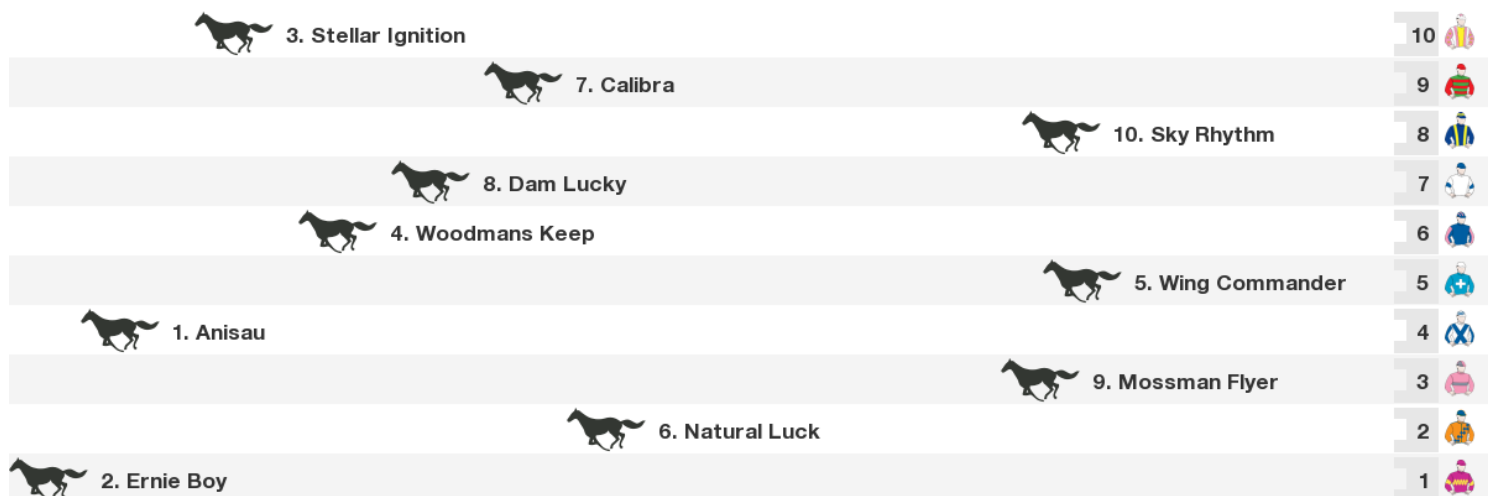 3. Stellar Ignition 10
7. Calibra 9
10. Sky Rhythm 8
8. Dam Lucky 7
4. Woodmans Keep 6
5. Wing Commander 5
1. Anisau 4
9. Mossman Flyer 3
6. Natural Luck 2
2. Ernie Boy 1